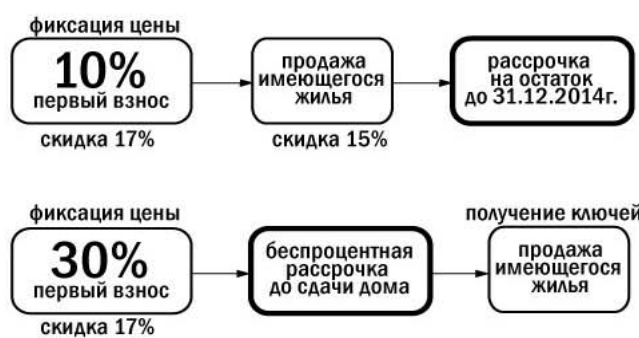 фиксация цены
10%
первый взнос
скидка 17%
продажа
имеющегося
жилья
скидка 15%
рассрочка
на остаток
до 31.12.2014г.
фиксация цены
30%
первый взнос
скидка 17%
беспроцентная
рассрочка
до сдачи дома
получение ключей
продажа
имеющегося
жилья